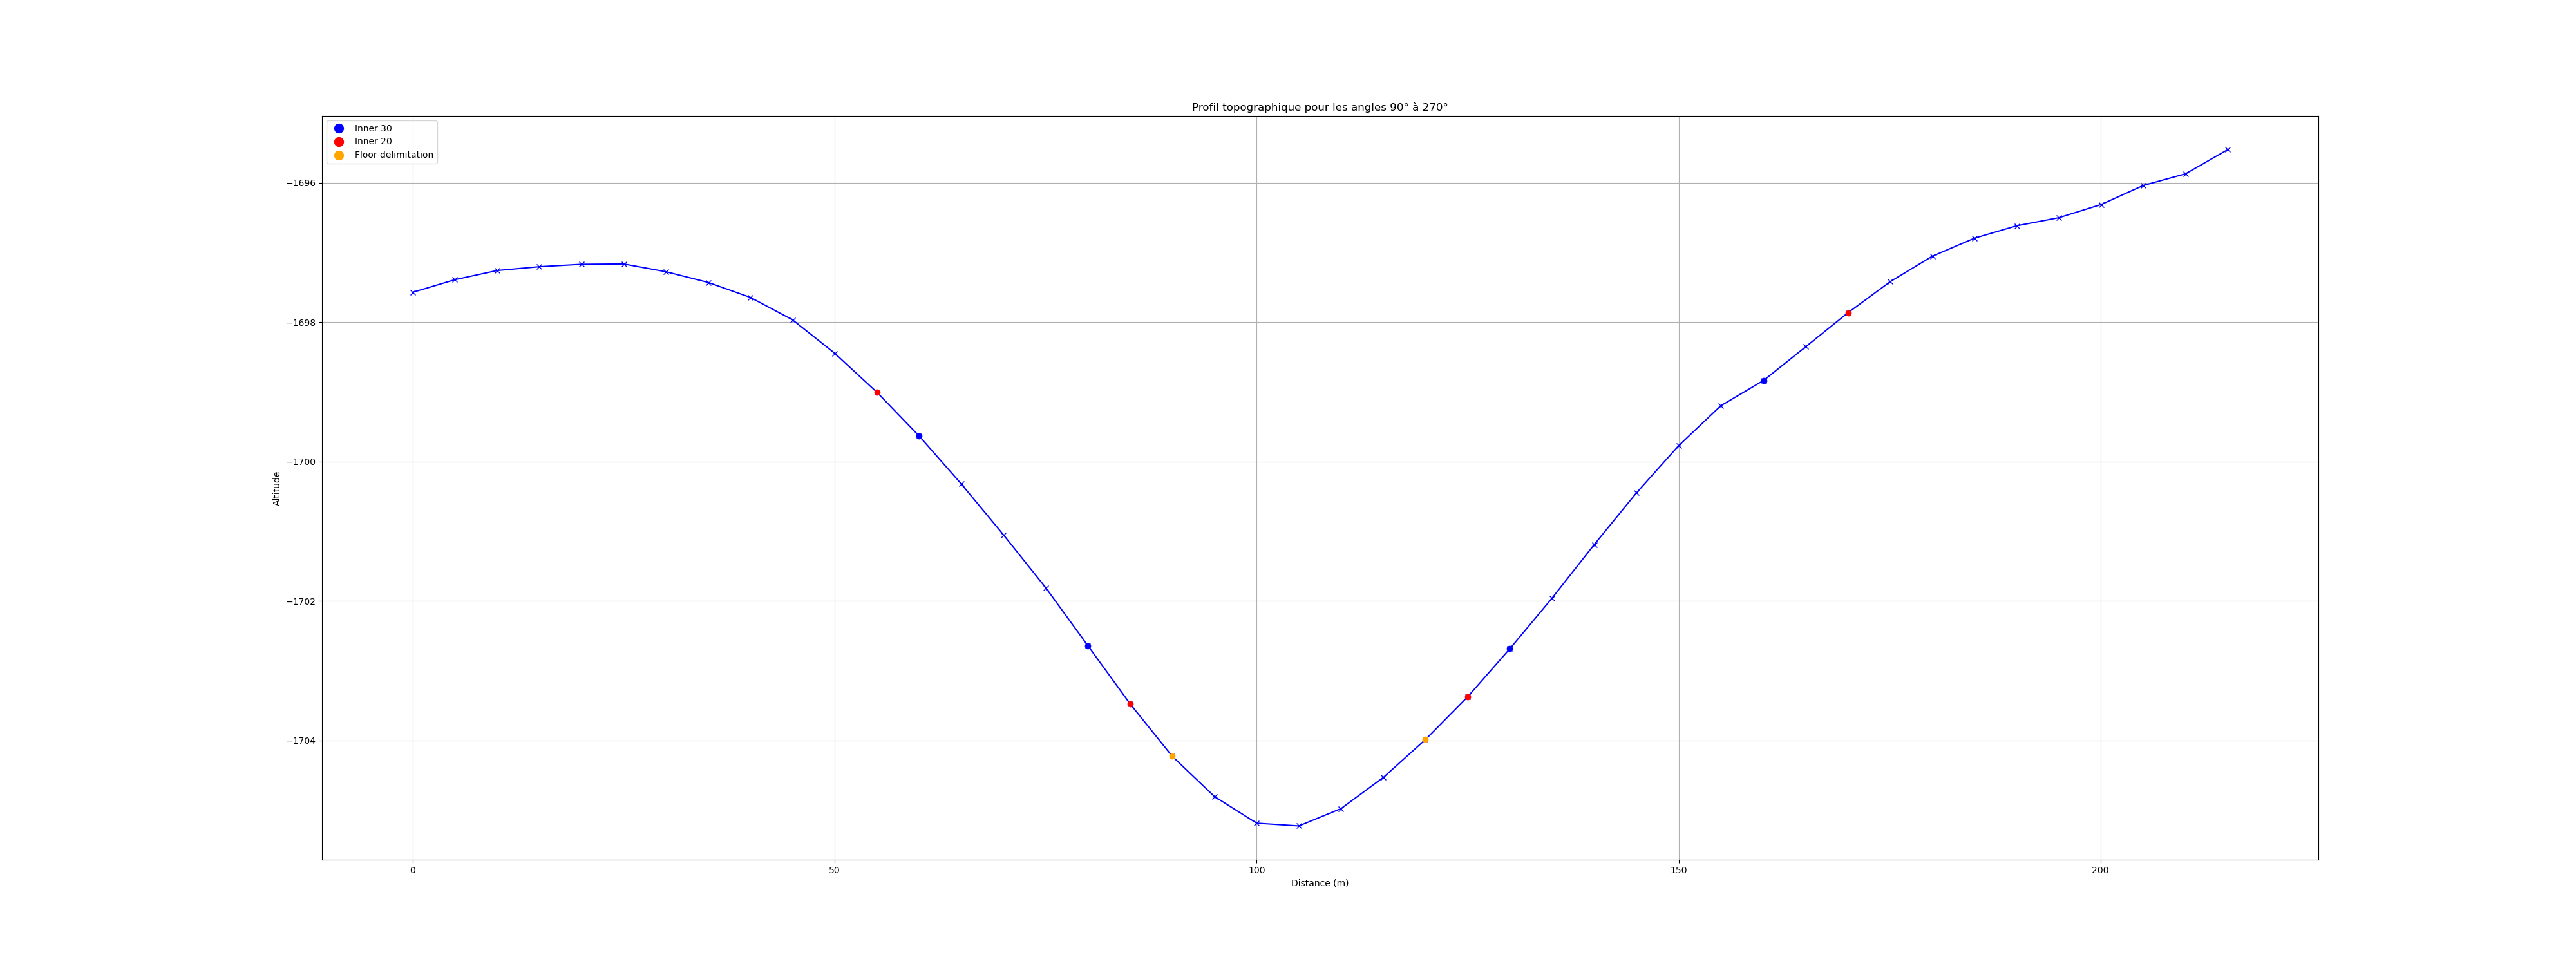 Profil topographique pour les angles 90° à 270°
Inner 30
Inner 20
Floor delimitation
−1696
−1698
−1700
−1702
−1704
Altitude
0
50
100
150
200
Distance (m)